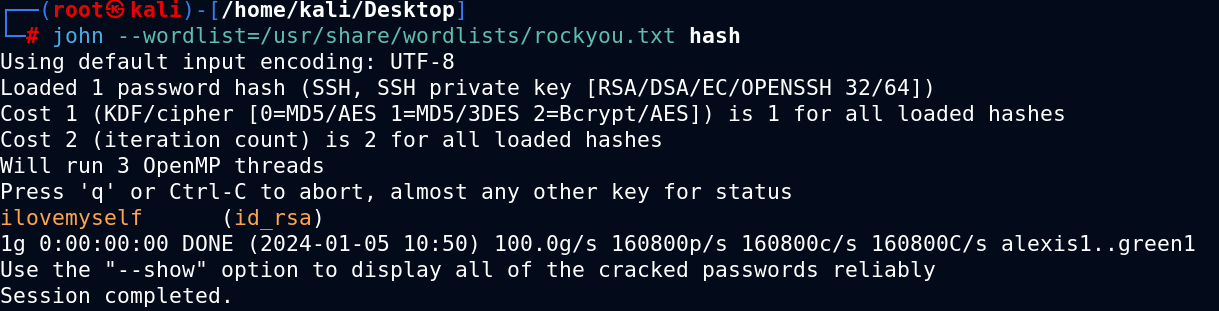 ┌──(root㉿kali)-[/home/kali/Desktop]
└─# john --wordlist=/usr/share/wordlists/rockyou.txt hash
Using default input encoding: UTF-8
Loaded 1 password hash (SSH, SSH private key [RSA/DSA/EC/OPENSSH 32/64])
Cost 1 (KDF/cipher [0=MD5/AES 1=MD5/3DES 2=Bcrypt/AES]) is 1 for all loaded hashes
Cost 2 (iteration count) is 2 for all loaded hashes
Will run 3 OpenMP threads
Press 'q' or Ctrl-C to abort, almost any other key for status
ilovemyself      (id_rsa)
1g 0:00:00:00 DONE (2024-01-05 10:50) 100.0g/s 160800p/s 160800c/s 160800C/s alexis1..green1
Use the "--show" option to display all of the cracked passwords reliably
Session completed.